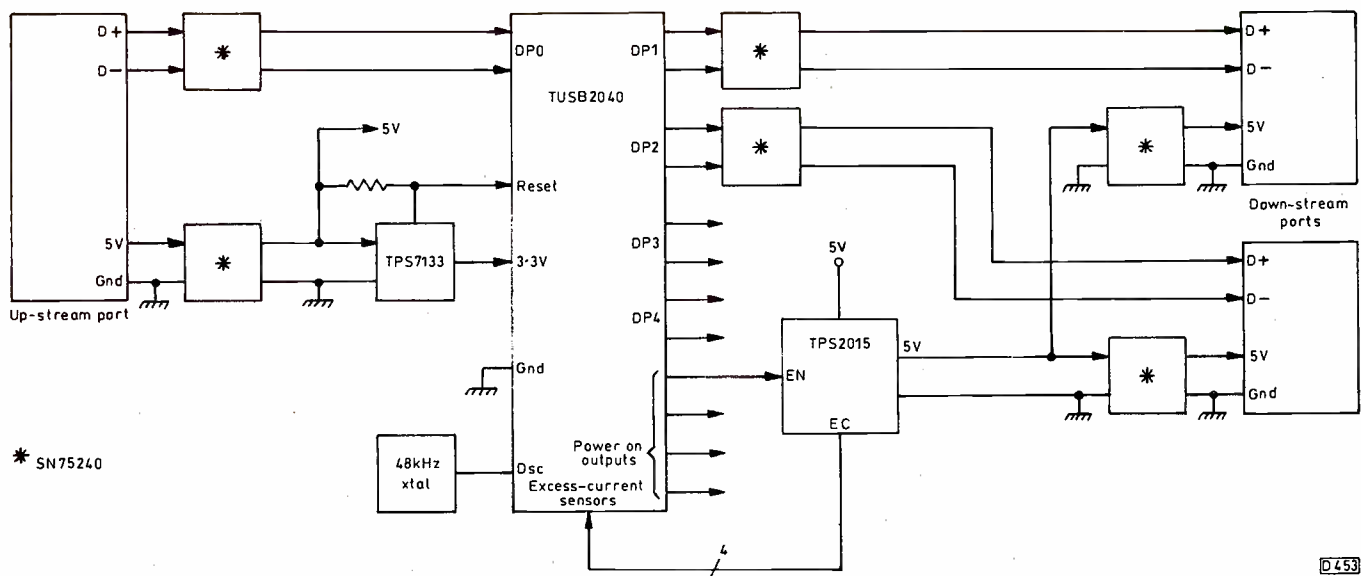 D+
D−
5V
Gnd
Up-stream port
*
*
5V
TPS7133
DP0
TUSB2040
Reset
3·3V
Gnd
Osc
DP1
DP2
DP3
DP4
Power on
outputs
Excess-current
sensors
48kHz
xtal
* SN75240
*
*
5V
TPS2015
EN
EC
5V
4
*
*
D+
D−
5V
Gnd
Down-stream
ports
D+
D−
5V
Gnd
D453